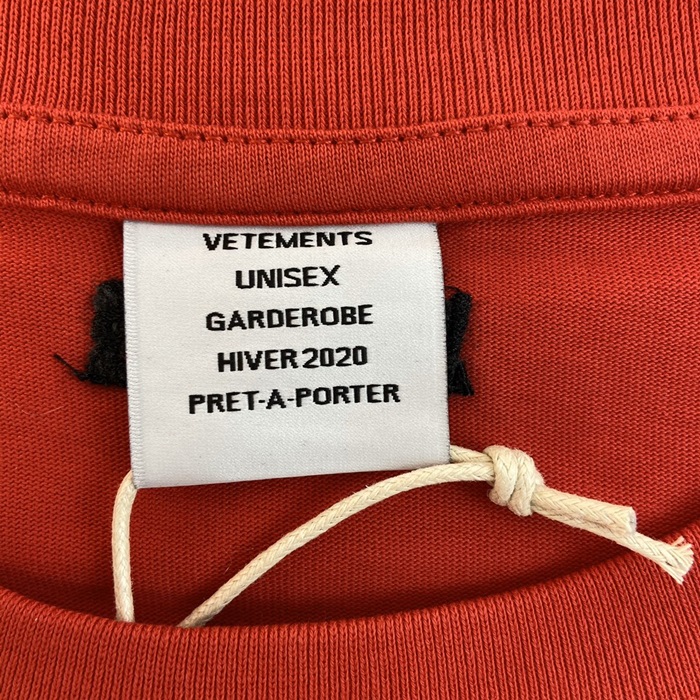 VETEMENTS
UNISEX
GARDEROBE
HIVER 2020
PRET-A-PORTER